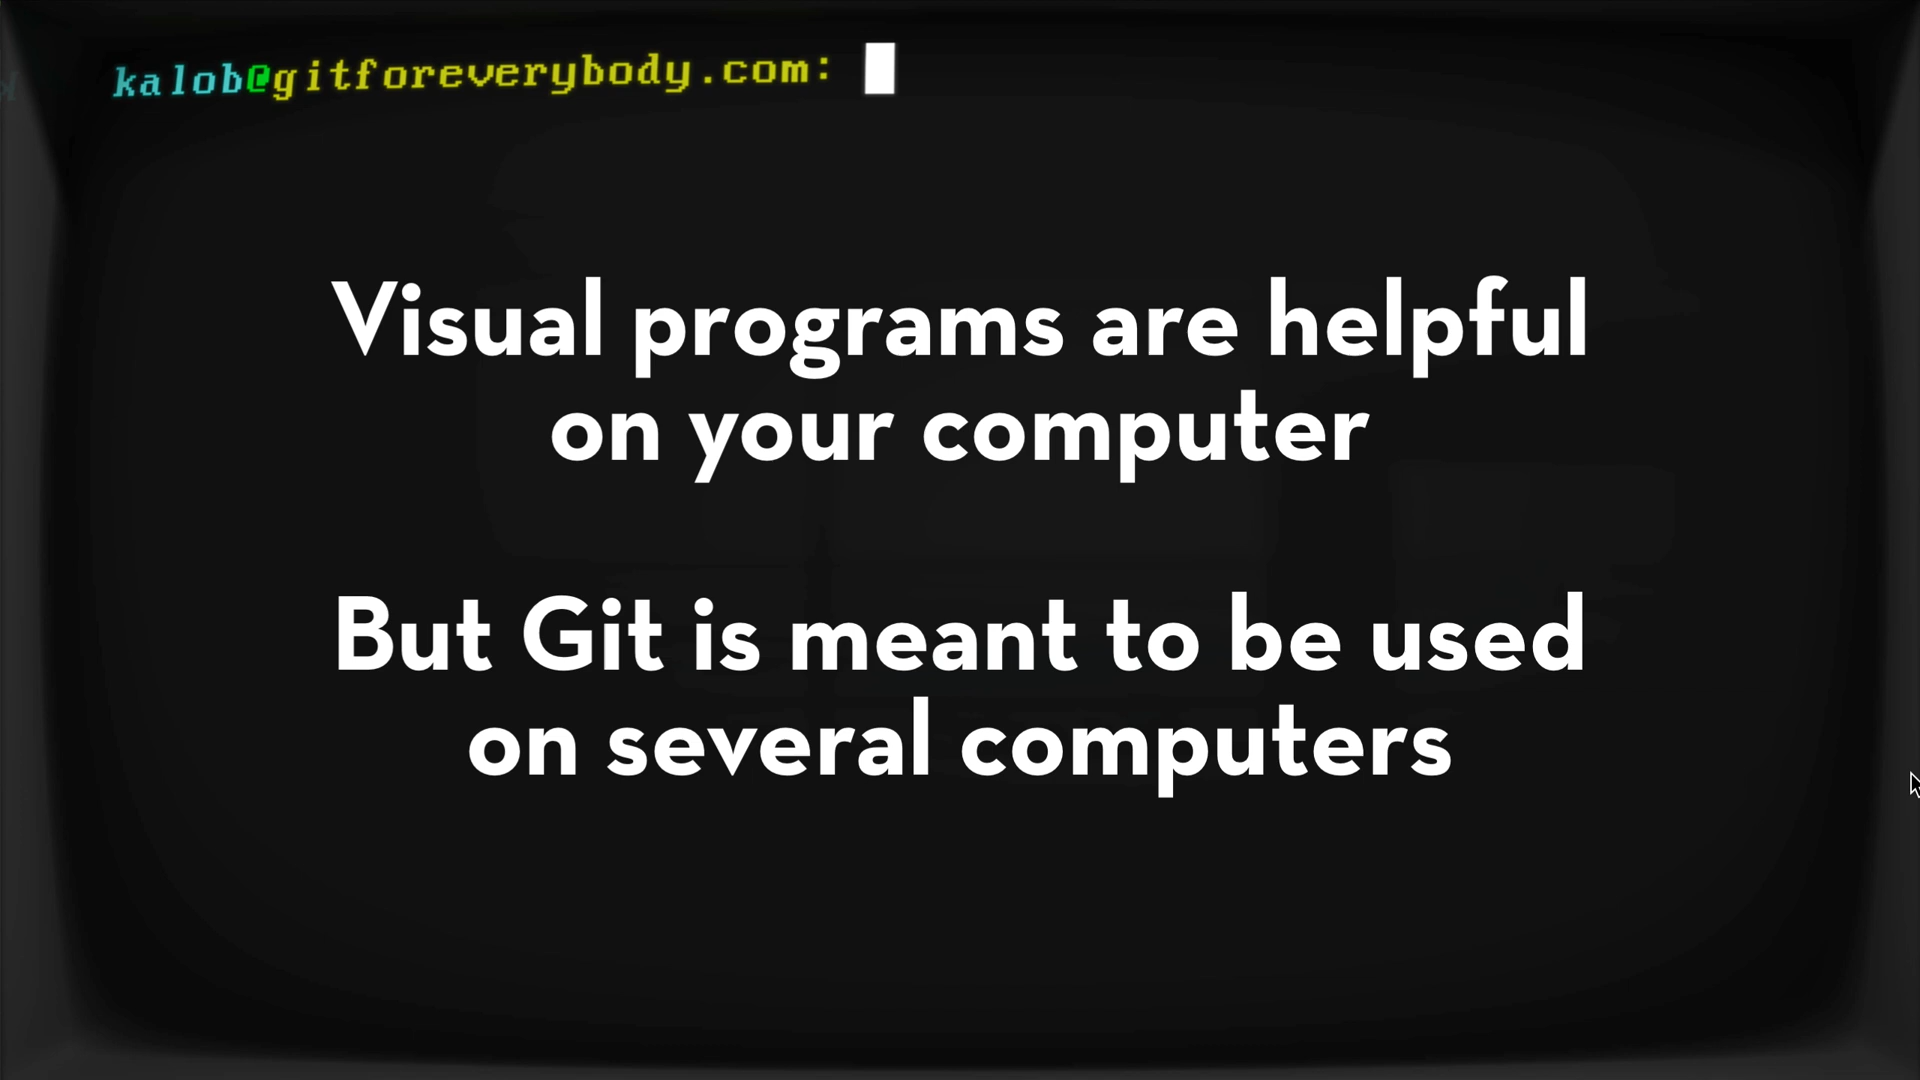 kalob@gitforeverybody.com:
Visual programs are helpful
on your computer
But Git is meant to be used
on several computers